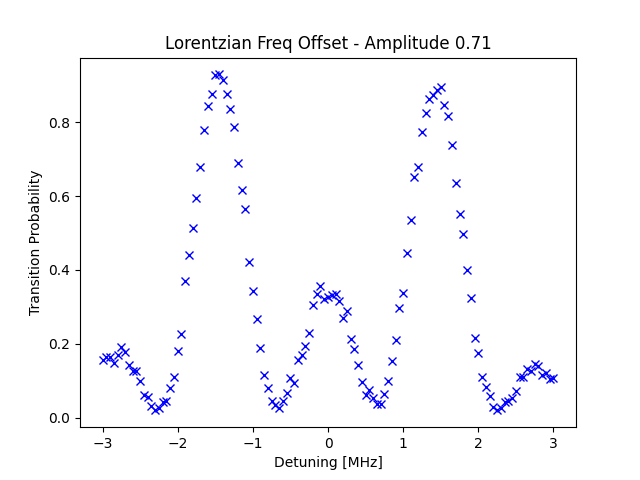 Lorentzian Freq Offset - Amplitude 0.71
Transition Probability
0.8
0.6
0.4
0.2
0.0
−3 −2 −1 0 1 2 3
Detuning [MHz]